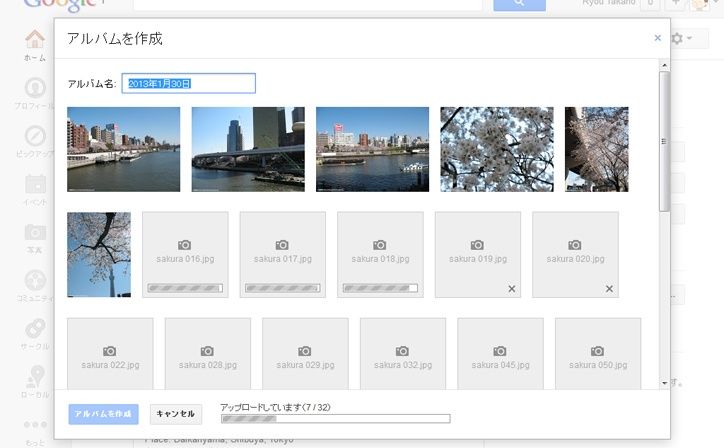 Google+
Ryou Takano
0
アルバムを作成
×
ホーム
アルバム名: 2013年1月30日
プロフィール
ピックアップ
イベント
写真
sakura 016.jpg
sakura 017.jpg
sakura 018.jpg
sakura 019.jpg
sakura 020.jpg
コミュニティ
サークル
sakura 022.jpg
sakura 028.jpg
sakura 029.jpg
sakura 032.jpg
sakura 045.jpg
sakura 050.jpg
ローカル
す。
アルバムを作成
キャンセル
アップロードしています(7 / 32)
もっと
Place: Daikanyama, Shibuya, Tokyo